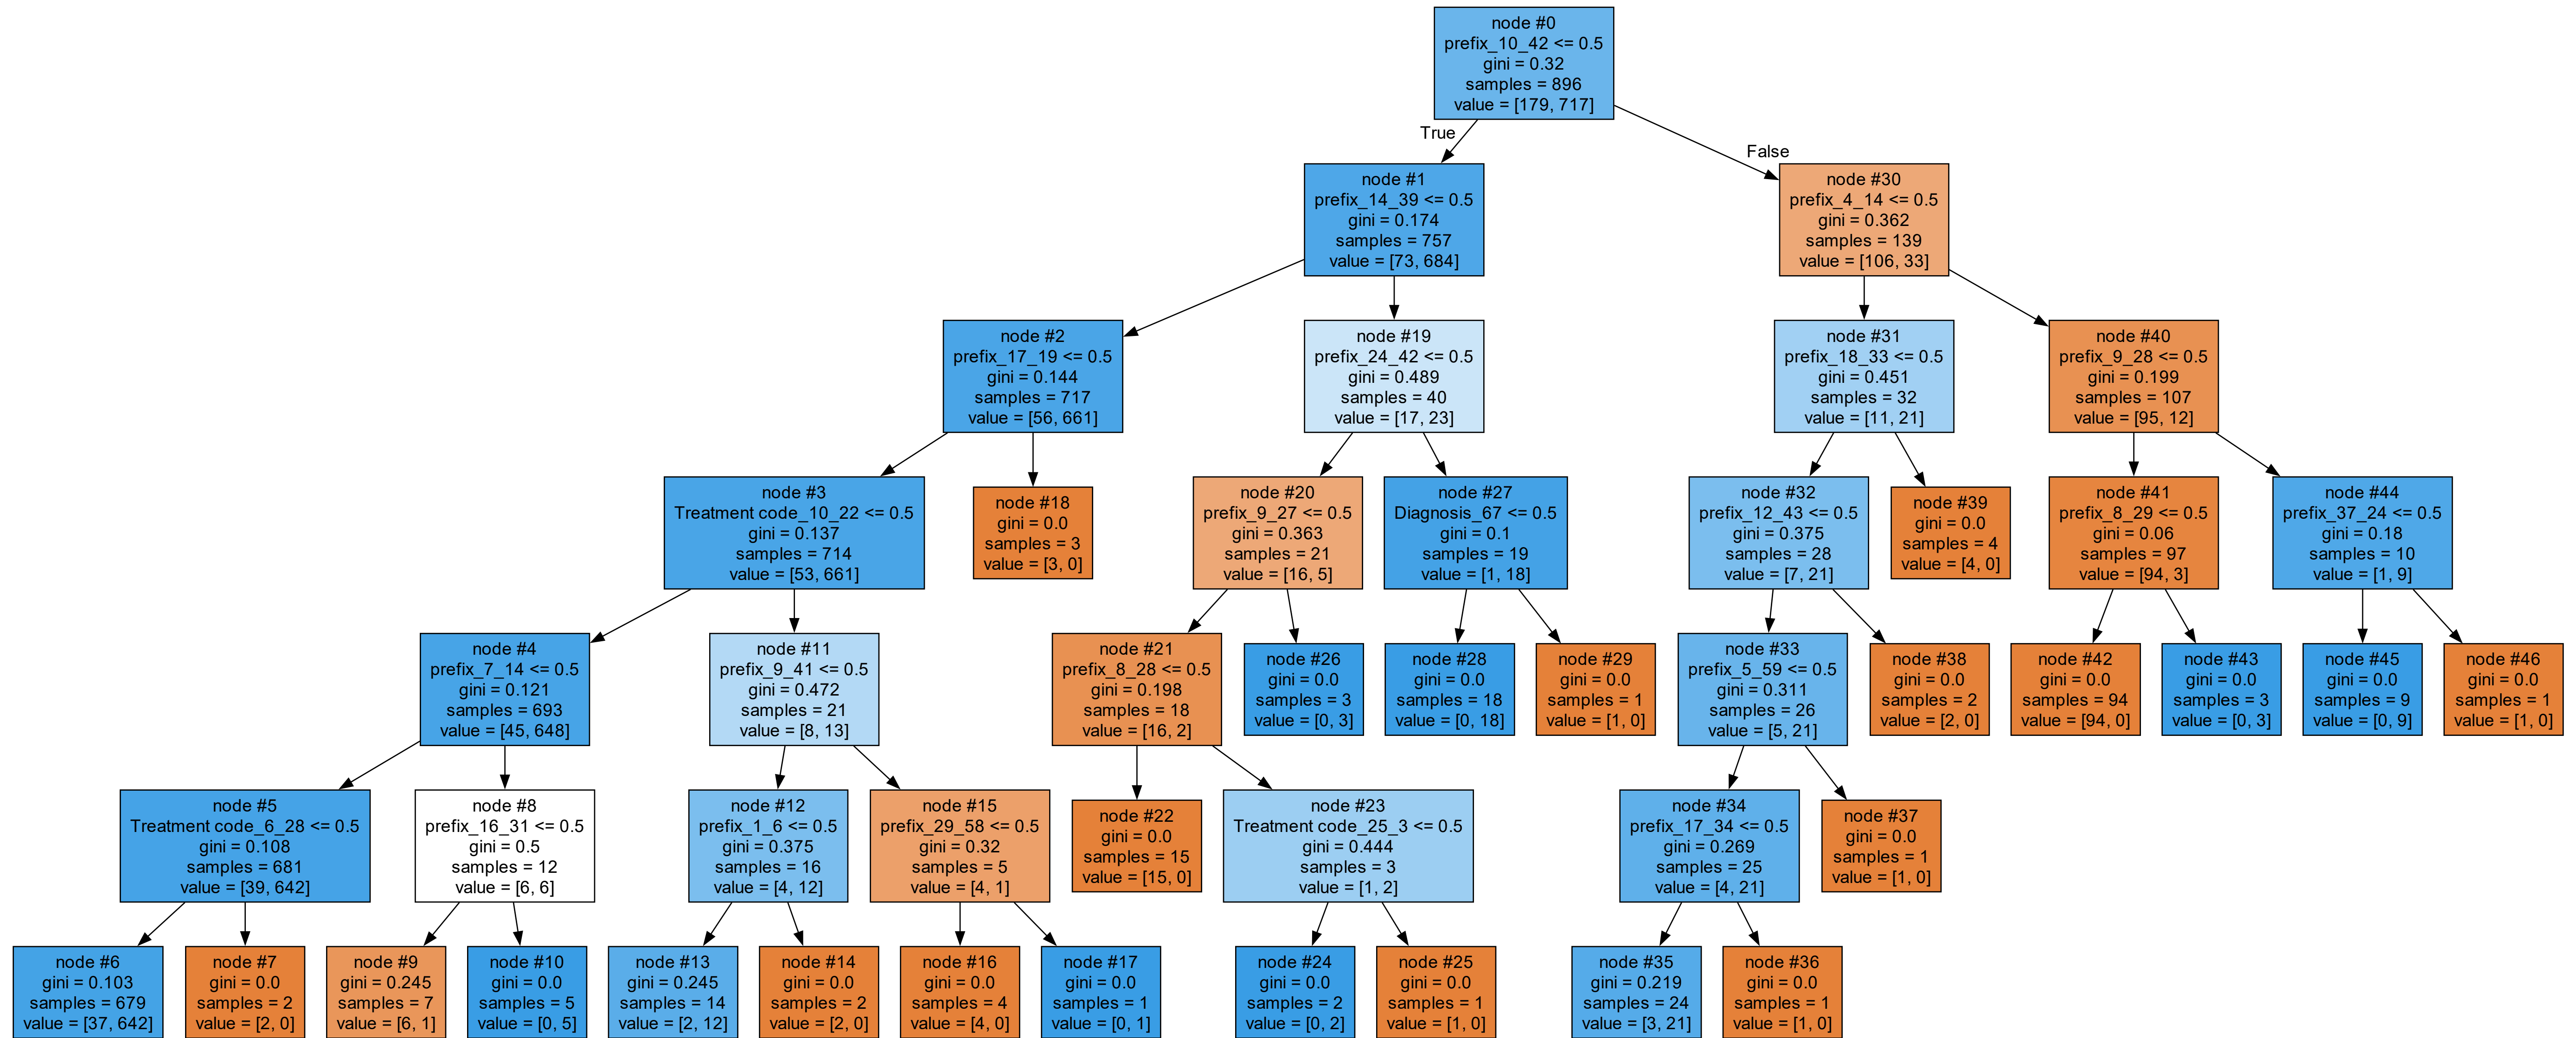 node #0
prefix_10_42 <= 0.5
gini = 0.32
samples = 896
value = [179, 717]
True
False
node #1
prefix_14_39 <= 0.5
gini = 0.174
samples = 757
value = [73, 684]
node #30
prefix_4_14 <= 0.5
gini = 0.362
samples = 139
value = [106, 33]
node #2
prefix_17_19 <= 0.5
gini = 0.144
samples = 717
value = [56, 661]
node #19
prefix_24_42 <= 0.5
gini = 0.489
samples = 40
value = [17, 23]
node #31
prefix_18_33 <= 0.5
gini = 0.451
samples = 32
value = [11, 21]
node #40
prefix_9_28 <= 0.5
gini = 0.199
samples = 107
value = [95, 12]
node #3
Treatment code_10_22 <= 0.5
gini = 0.137
samples = 714
value = [53, 661]
node #18
gini = 0.0
samples = 3
value = [3, 0]
node #20
prefix_9_27 <= 0.5
gini = 0.363
samples = 21
value = [16, 5]
node #27
Diagnosis_67 <= 0.5
gini = 0.1
samples = 19
value = [1, 18]
node #32
prefix_12_43 <= 0.5
gini = 0.375
samples = 28
value = [7, 21]
node #39
gini = 0.0
samples = 4
value = [4, 0]
node #41
prefix_8_29 <= 0.5
gini = 0.06
samples = 97
value = [94, 3]
node #44
prefix_37_24 <= 0.5
gini = 0.18
samples = 10
value = [1, 9]
node #4
prefix_7_14 <= 0.5
gini = 0.121
samples = 693
value = [45, 648]
node #11
prefix_9_41 <= 0.5
gini = 0.472
samples = 21
value = [8, 13]
node #21
prefix_8_28 <= 0.5
gini = 0.198
samples = 18
value = [16, 2]
node #26
gini = 0.0
samples = 3
value = [0, 3]
node #28
gini = 0.0
samples = 18
value = [0, 18]
node #29
gini = 0.0
samples = 1
value = [1, 0]
node #33
prefix_5_59 <= 0.5
gini = 0.311
samples = 26
value = [5, 21]
node #38
gini = 0.0
samples = 2
value = [2, 0]
node #42
gini = 0.0
samples = 94
value = [94, 0]
node #43
gini = 0.0
samples = 3
value = [0, 3]
node #45
gini = 0.0
samples = 9
value = [0, 9]
node #46
gini = 0.0
samples = 1
value = [1, 0]
node #5
Treatment code_6_28 <= 0.5
gini = 0.108
samples = 681
value = [39, 642]
node #8
prefix_16_31 <= 0.5
gini = 0.5
samples = 12
value = [6, 6]
node #12
prefix_1_6 <= 0.5
gini = 0.375
samples = 16
value = [4, 12]
node #15
prefix_29_58 <= 0.5
gini = 0.32
samples = 5
value = [4, 1]
node #22
gini = 0.0
samples = 15
value = [15, 0]
node #23
Treatment code_25_3 <= 0.5
gini = 0.444
samples = 3
value = [1, 2]
node #34
prefix_17_34 <= 0.5
gini = 0.269
samples = 25
value = [4, 21]
node #37
gini = 0.0
samples = 1
value = [1, 0]
node #6
gini = 0.103
samples = 679
value = [37, 642]
node #7
gini = 0.0
samples = 2
value = [2, 0]
node #9
gini = 0.245
samples = 7
value = [6, 1]
node #10
gini = 0.0
samples = 5
value = [0, 5]
node #13
gini = 0.245
samples = 14
value = [2, 12]
node #14
gini = 0.0
samples = 2
value = [2, 0]
node #16
gini = 0.0
samples = 4
value = [4, 0]
node #17
gini = 0.0
samples = 1
value = [0, 1]
node #24
gini = 0.0
samples = 2
value = [0, 2]
node #25
gini = 0.0
samples = 1
value = [1, 0]
node #35
gini = 0.219
samples = 24
value = [3, 21]
node #36
gini = 0.0
samples = 1
value = [1, 0]